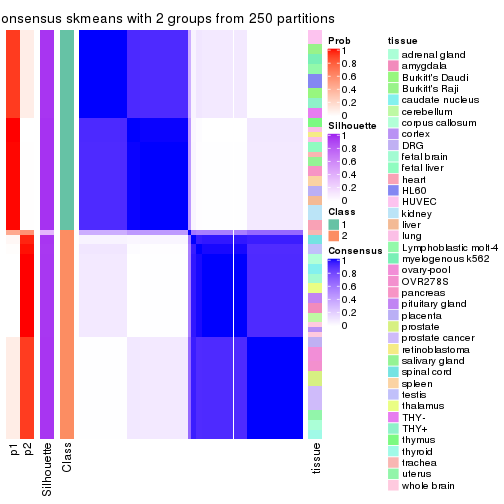 onsensus skmeans with 2 groups from 250 partitions
Prob
1
0.8
0.6
0.4
0.2
0
Silhouette
1
0.8
0.6
0.4
0.2
0
Class
1
2
Consensus
1
0.8
0.6
0.4
0.2
0
tissue
adrenal gland
amygdala
Burkitt's Daudi
Burkitt's Raji
caudate nucleus
cerebellum
corpus callosum
cortex
DRG
fetal brain
fetal liver
heart
HL60
HUVEC
kidney
liver
lung
Lymphoblastic molt-4
myelogenous k562
ovary-pool
OVR278S
pancreas
pituitary gland
placenta
prostate
prostate cancer
retinoblastoma
salivary gland
spinal cord
spleen
testis
thalamus
THY-
THY+
thymus
thyroid
trachea
uterus
whole brain
p1
p2
Silhouette
Class
tissue